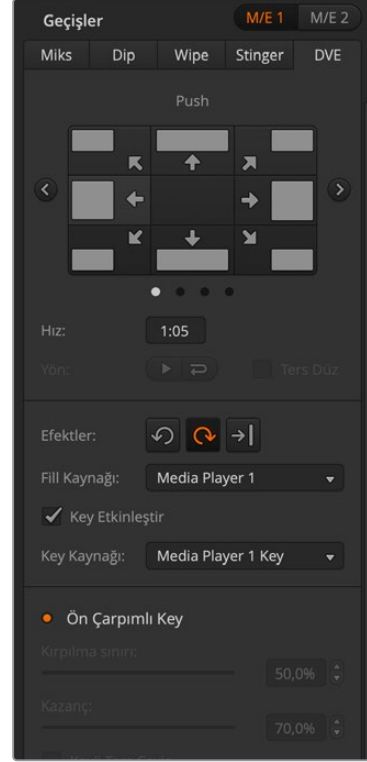 Geçişler M/E 1 M/E 2
Miks Dip Wipe Stinger DVE
Push
Hız: 1:05
Yön: Ters Düz
Efektler:
Fill Kaynağı: Media Player 1
Key Etkinleştir
Key Kaynağı: Media Player 1 Key
Ön Çarpımlı Key
Kırpılma sınırı:
50,0%
Kazanç:
70,0%